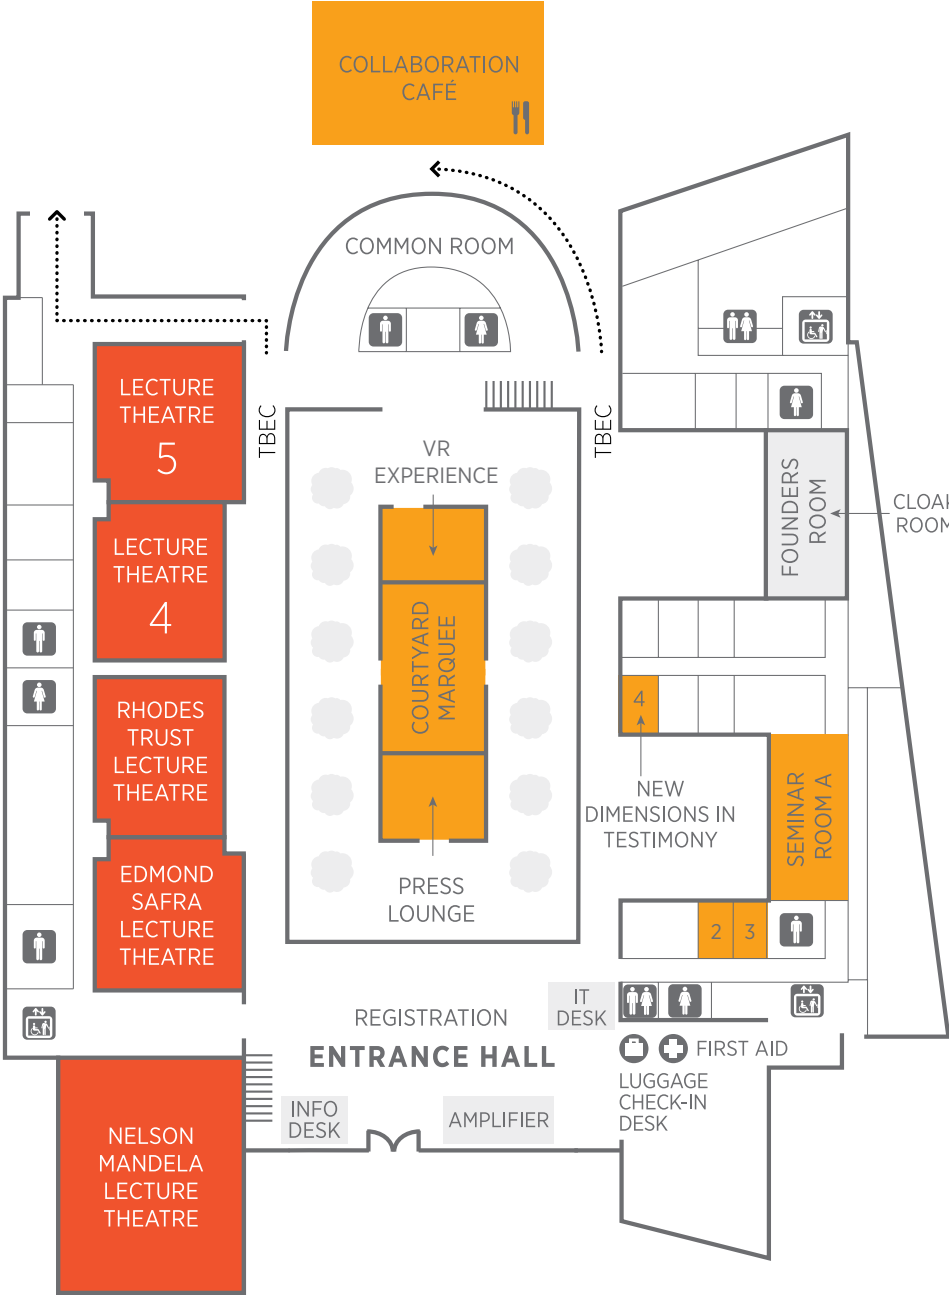 COLLABORATION
CAFÉ
COMMON ROOM
LECTURE
THEATRE
5
TBEC
TBEC
VR
EXPERIENCE
FOUNDERS
ROOM
CLOAK
ROOM
LECTURE
THEATRE
4
COURTYARD
MARQUEE
4
RHODES
TRUST
LECTURE
THEATRE
NEW
DIMENSIONS IN
TESTIMONY
SEMINAR
ROOM A
EDMOND
SAFRA
LECTURE
THEATRE
PRESS
LOUNGE
2
3
IT
DESK
REGISTRATION
ENTRANCE HALL
FIRST AID
LUGGAGE
CHECK-IN
DESK
INFO
DESK
AMPLIFIER
NELSON
MANDELA
LECTURE
THEATRE